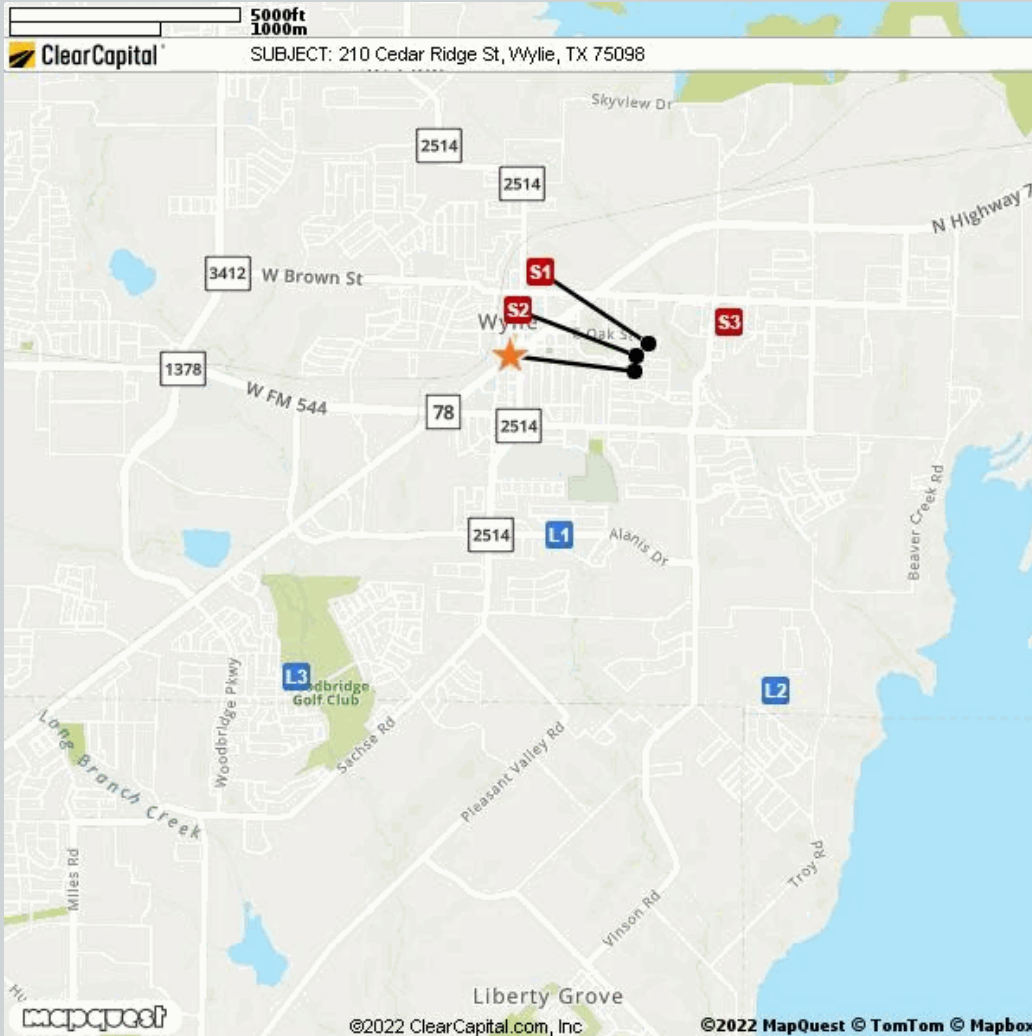 5000ft
1000m
ClearCapital
SUBJECT: 210 Cedar Ridge St, Wylie, TX 75098
Skyview Dr
2514
2514
N Highway 7
3412
W Brown St
S1
S2
S3
Wylie
Oak St
1378
W FM 544
78
2514
Beaver Creek Rd
2514
L1
Alanis Dr
L3
dbridge
Golf Club
L2
Woodbridge Pkwy
Sachse Rd
Long Branch Creek
Pleasant Valley Rd
Miles Rd
Troy Rd
Vinson Rd
Liberty Grove
Hu
mapquest
©2022 ClearCapital.com, Inc
©2022 MapQuest © TomTom © Mapbox